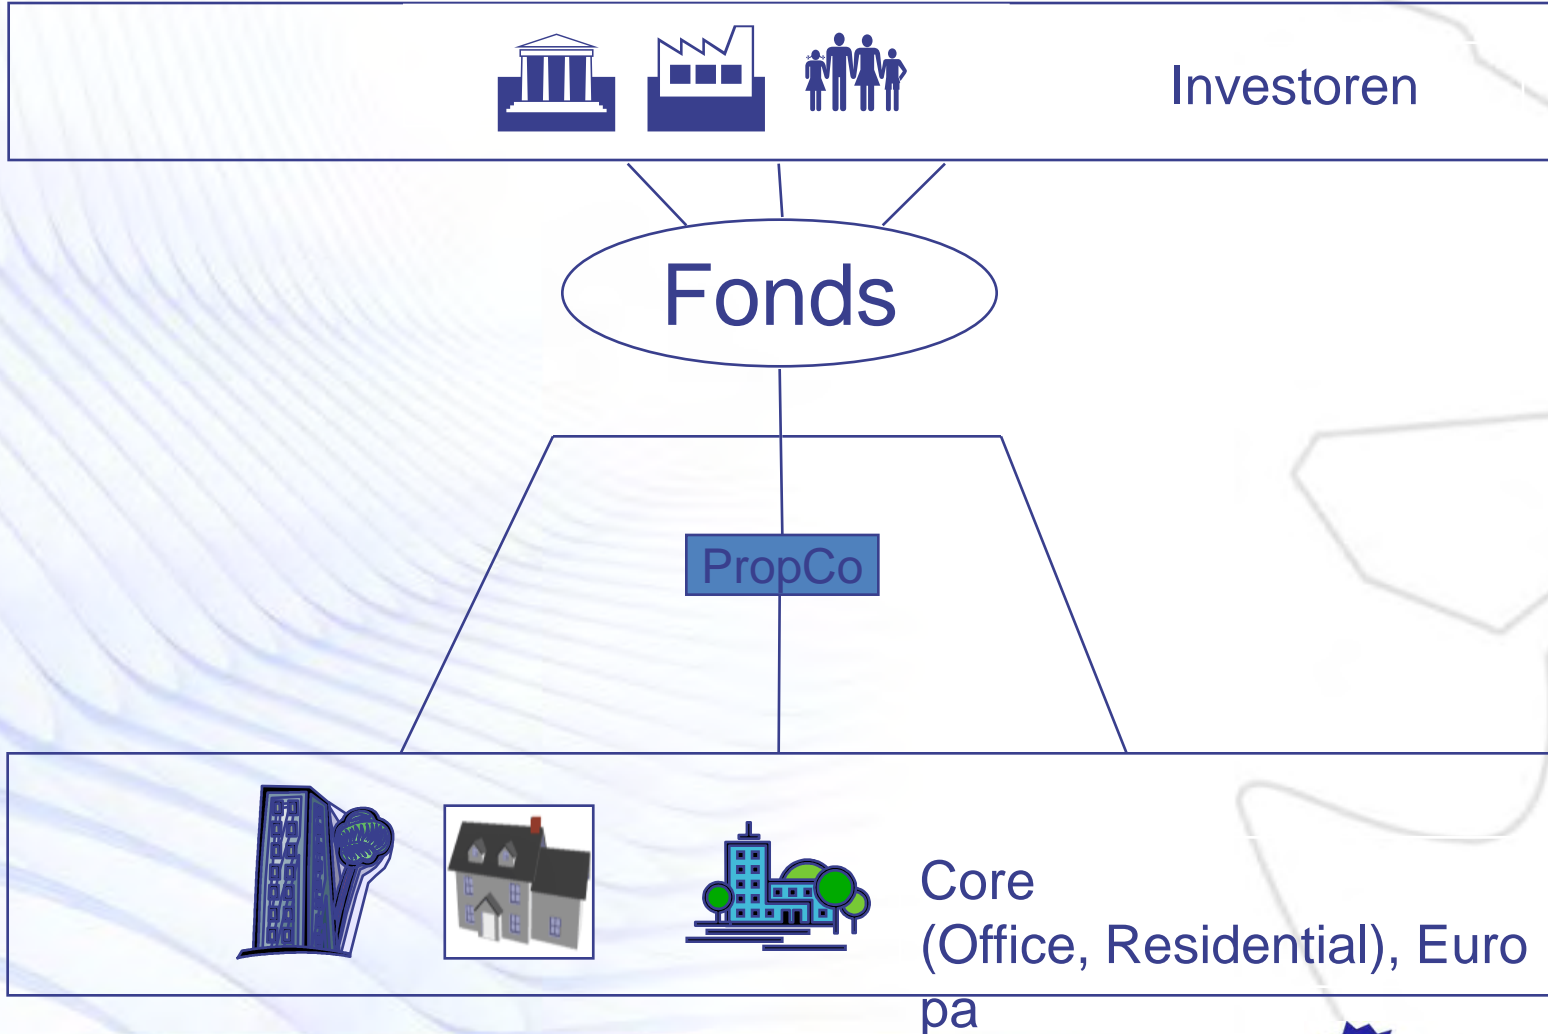 Investoren
Fonds
PropCo
Core
(Office, Residential), Euro
pa